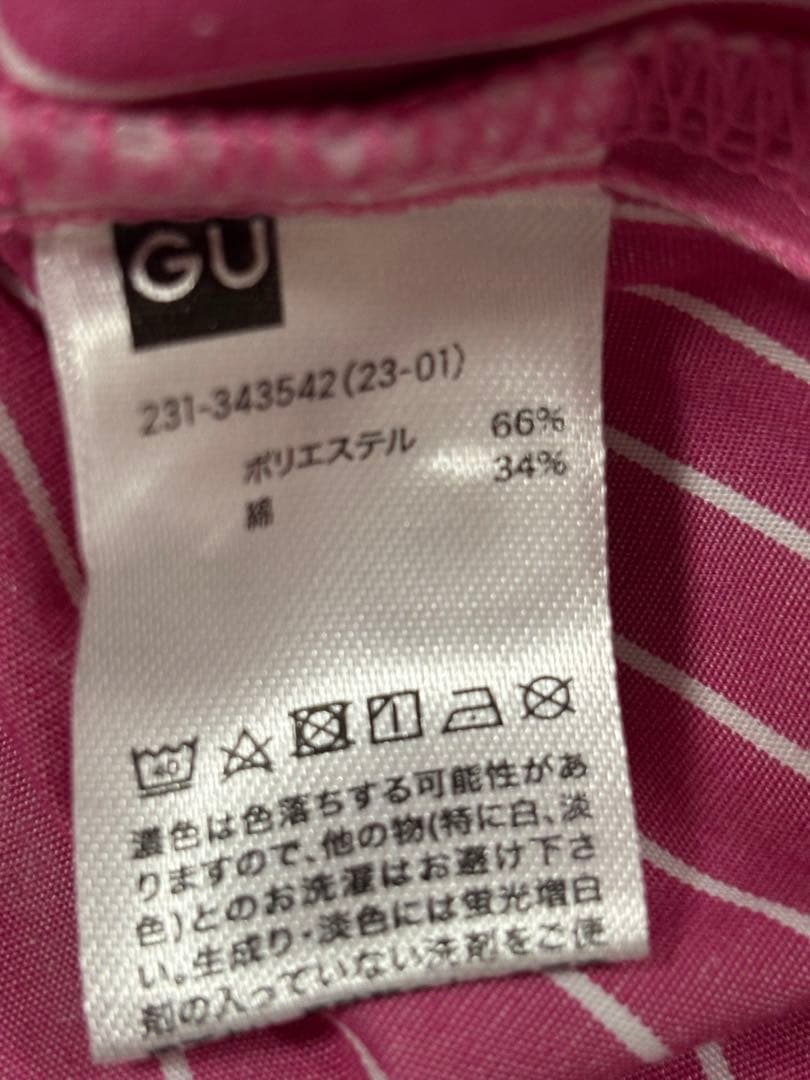 GU
231-343542(23-01)
ポリエステル 66%
綿 34%
40
濃色は色落ちする可能性があ
りますので、他の物(特に白、淡
色)とのお洗濯はお避け下さ
い。生成り・淡色には蛍光増白
剤の入っていない洗剤をご使